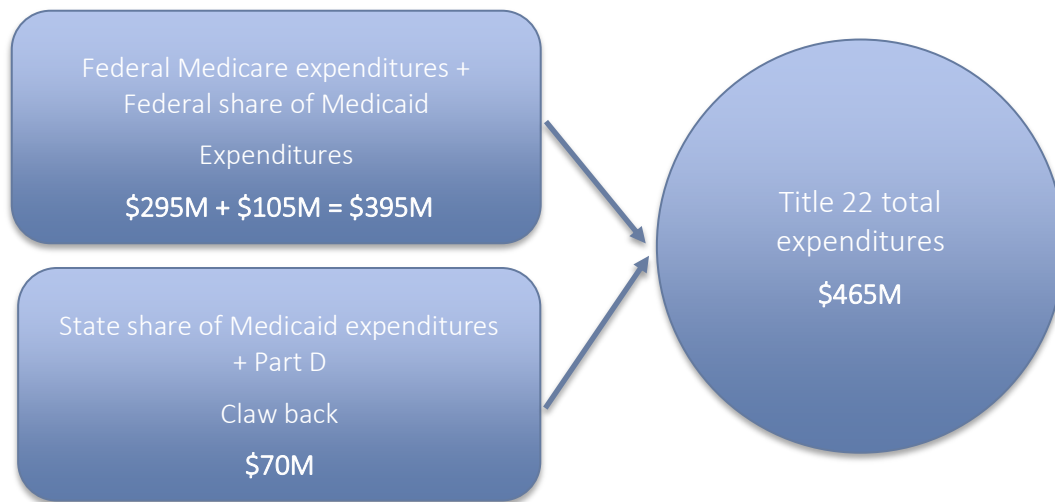 Federal Medicare expenditures +
Federal share of Medicaid
Expenditures
$295M + $105M = $395M
State share of Medicaid expenditures
+ Part D
Claw back
$70M
Title 22 total
expenditures
$465M